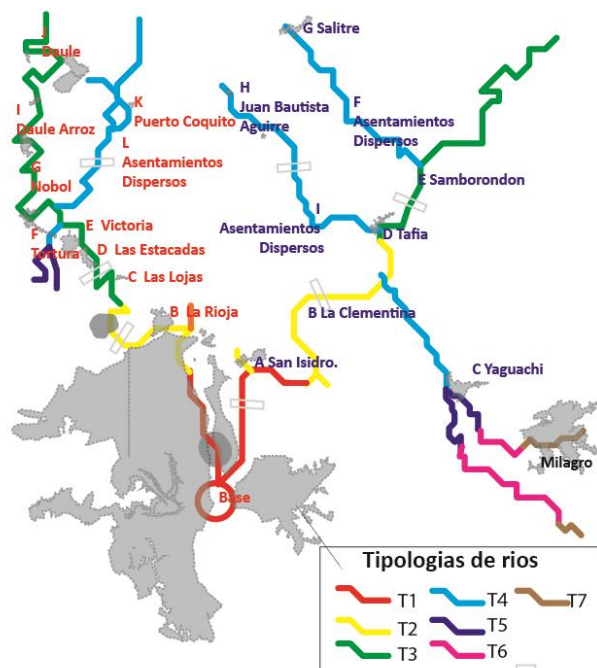 J
Daule
G Salitre
K
Puerto Coquito
H
Juan Bautista
Aguirre
F
Asentamientos
Dispersos
I
Daule Arroz
L
Asentamientos
Dispersos
G
Nobol
E Samborondon
I
Asentamientos
Dispersos
D Tafia
F
Tortura
E Victoria
D Las Estacadas
C Las Lojas
B La Rioja
B La Clementina
A San Isidro.
C Yaguachi
Milagro
Base
Tipologias de rios
T1
T4
T7
T2
T5
T3
T6